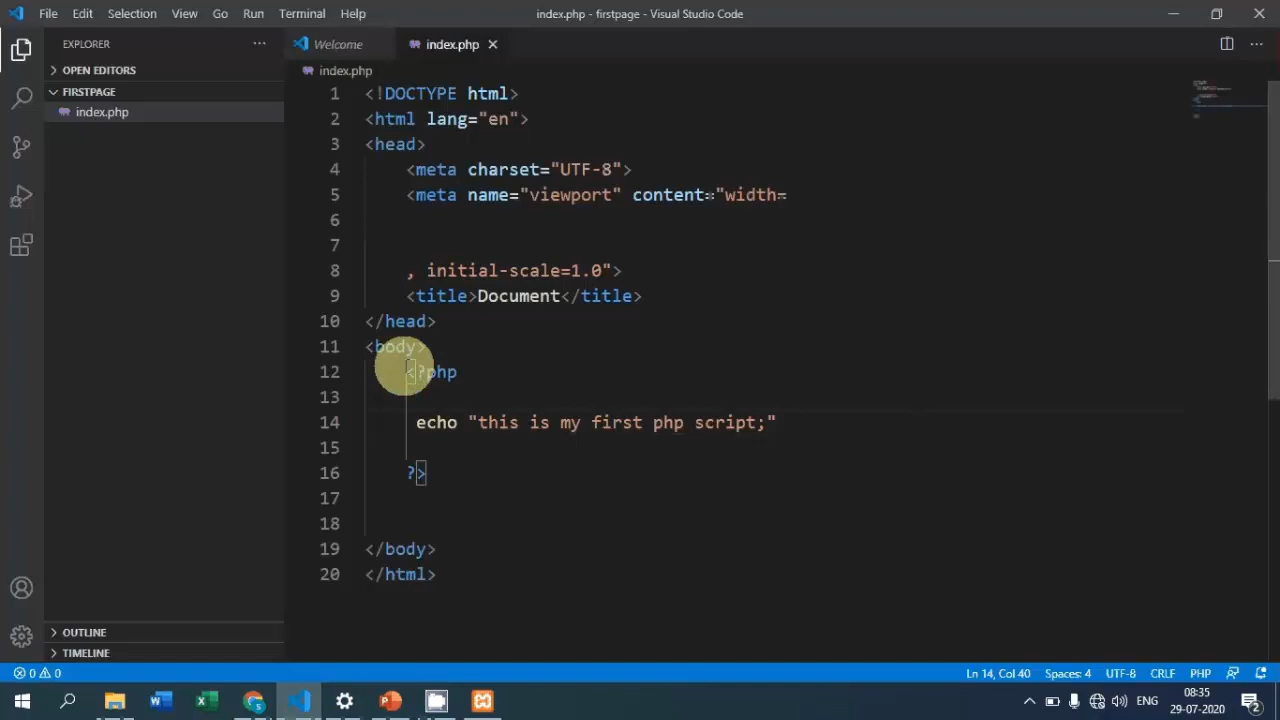 File Edit Selection View Go Run Terminal Help index.php - firstpage - Visual Studio Code
EXPLORER
OPEN EDITORS
FIRSTPAGE
index.php
OUTLINE
TIMELINE
Welcome index.php
index.php
1 <!DOCTYPE html>
2 <html lang="en">
3 <head>
4 <meta charset="UTF-8">
5 <meta name="viewport" content="width=
6
7
8 , initial-scale=1.0">
9 <title>Document</title>
10 </head>
11 <body>
12 <?php
13
14 echo "this is my first php script;"
15
16 ?>
17
18
19 </body>
20 </html>
0 0 Ln 14, Col 40 Spaces: 4 UTF-8 CRLF PHP
ENG 08:35
29-07-2020 2